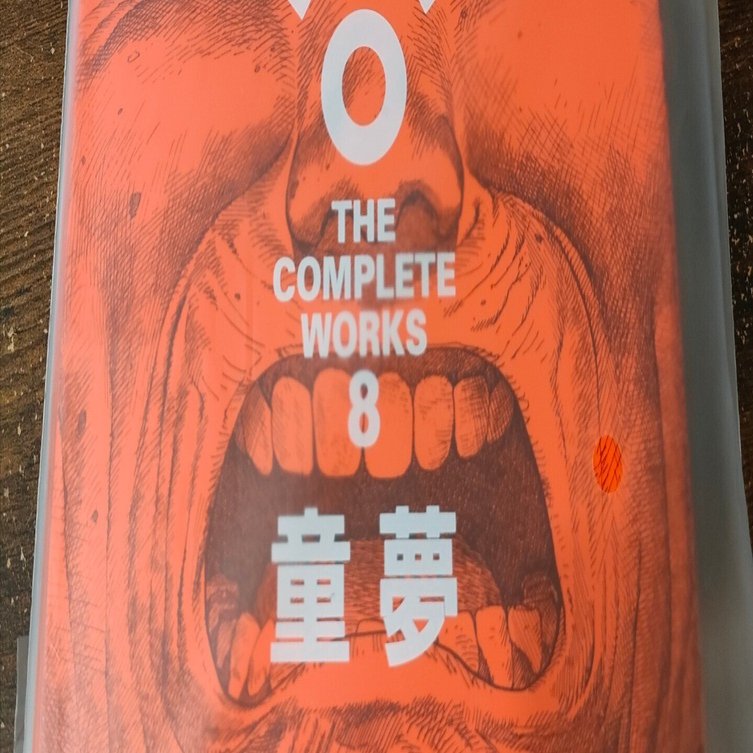 O
THE
COMPLETE
WORKS
8
童夢